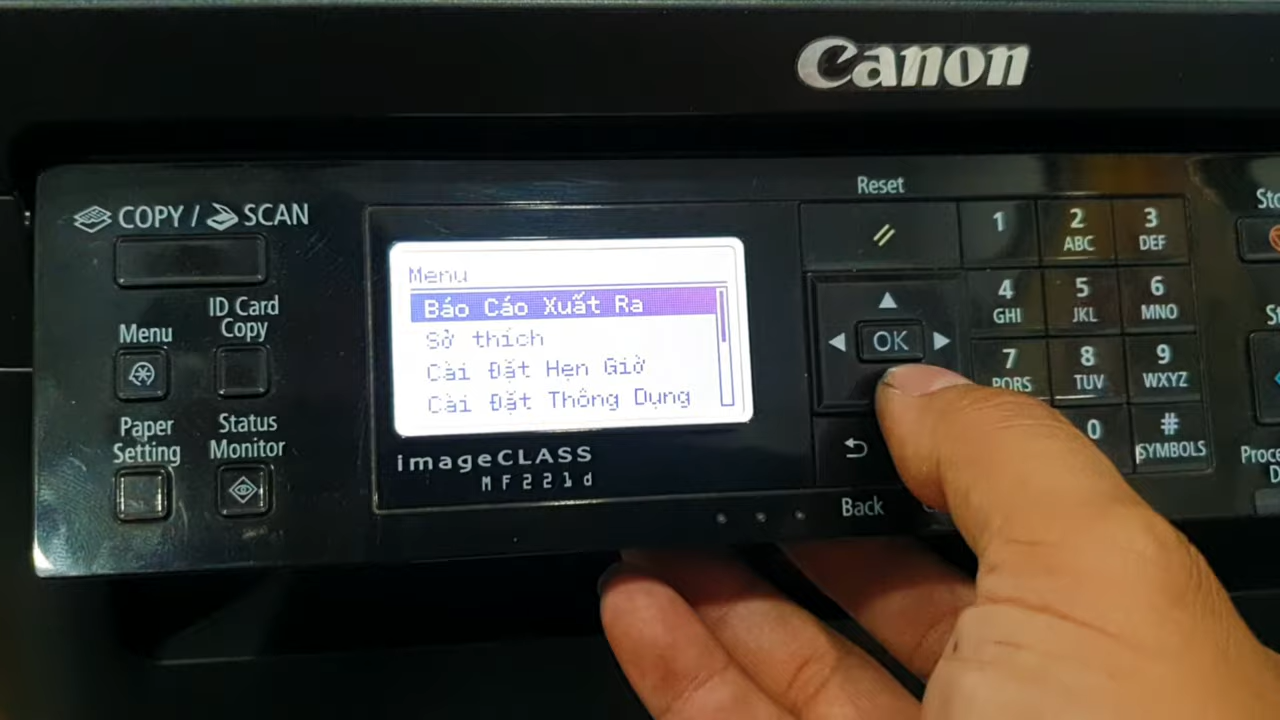 Canon
COPY / SCAN
Menu
ID Card
Copy
Paper
Setting
Status
Monitor
Menu
Báo Cáo Xuất Ra
Sở thích
Cài Đặt Hẹn Giờ
Cài Đặt Thông Dụng
imageCLASS
MF221d
Reset
1
2
ABC
3
DEF
4
GHI
5
JKL
6
MNO
7
PQRS
8
TUV
9
WXYZ
0
#
SYMBOLS
OK
Back